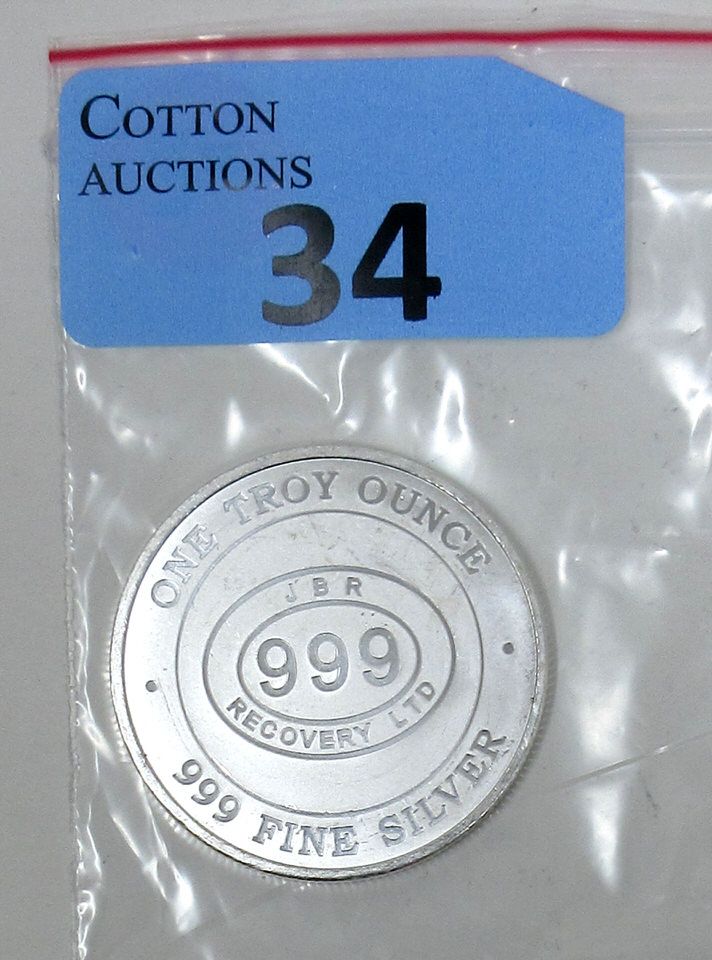 COTTON
AUCTIONS
34
ONE TROY OUNCE
JBR
999
RECOVERY LTD
999 FINE SILVER